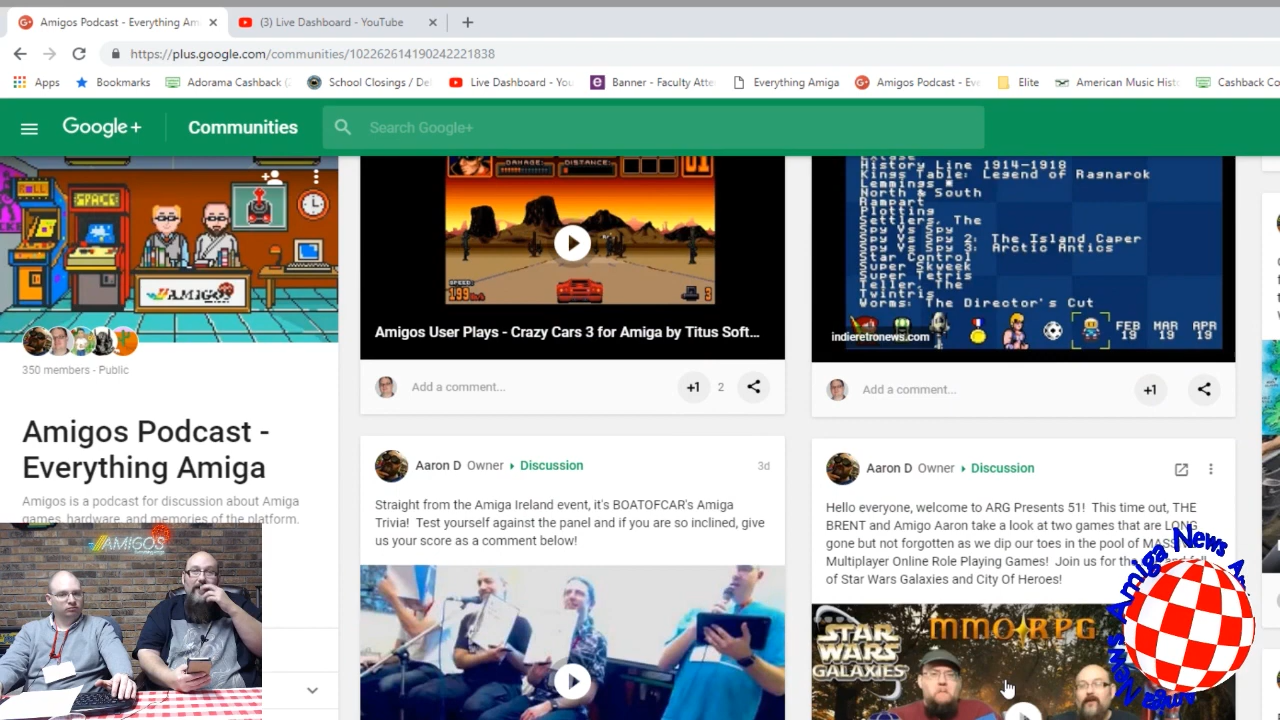 Amigos Podcast - Everything Am
(3) Live Dashboard - YouTube
https://plus.google.com/communities/102262614190242221838
Apps
Bookmarks
Adorama Cashback (
School Closings / Del
Live Dashboard - You
Banner - Faculty Atte
Everything Amiga
Amigos Podcast - Eve
Elite
American Music Hist
Cashback Co
Google+
Communities
Search Google+
ROLL
SPACE
AMIGOS
350 members - Public
Amigos Podcast -
Everything Amiga
Amigos is a podcast for discussion about Amiga
games, hardware, and memories of the platform.
AMIGOS
DAMAGE:
DISTANCE:
01
SPEED:
199
3
Amigos User Plays - Crazy Cars 3 for Amiga by Titus Soft...
Add a comment...
+1
2
Aaron D Owner Discussion
3d
Straight from the Amiga Ireland event, it's BOATOFCAR's Amiga
Trivia! Test yourself against the panel and if you are so inclined, give
us your score as a comment below!
History Line 1914-1918
Kings Table: Legend of Ragnarok
Lemmings
North & South
Rampart
Plotting
Settlers, The
Spy Vs Spy
Spy Vs Spy 2: The Island Caper
Spy Vs Spy 3: Arctic Antics
Star Control
Super Skweek
Super Tetris
Teller, The
Twintris
Worms: The Director's Cut
indieretronews.com
FEB
19
MAR
19
APR
19
Add a comment...
+1
Aaron D Owner Discussion
Hello everyone, welcome to ARG Presents 51! This time out, THE
BRENT and Amigo Aaron take a look at two games that are LONG
gone but not forgotten as we dip our toes in the pool of MASS
Multiplayer Online Role Playing Games! Join us for the
of Star Wars Galaxies and City Of Heroes!
STAR
WARS
GALAXIES
MMORPG
Amiga News